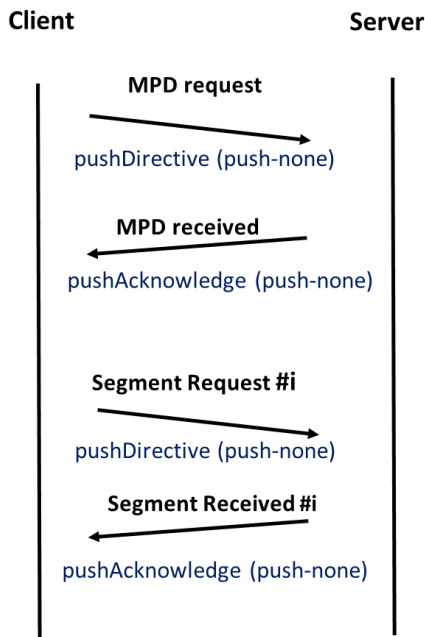 Client
Server
MPD request
pushDirective (push-none)
MPD received
pushAcknowledge (push-none)
Segment Request #i
pushDirective (push-none)
Segment Received #i
pushAcknowledge (push-none)